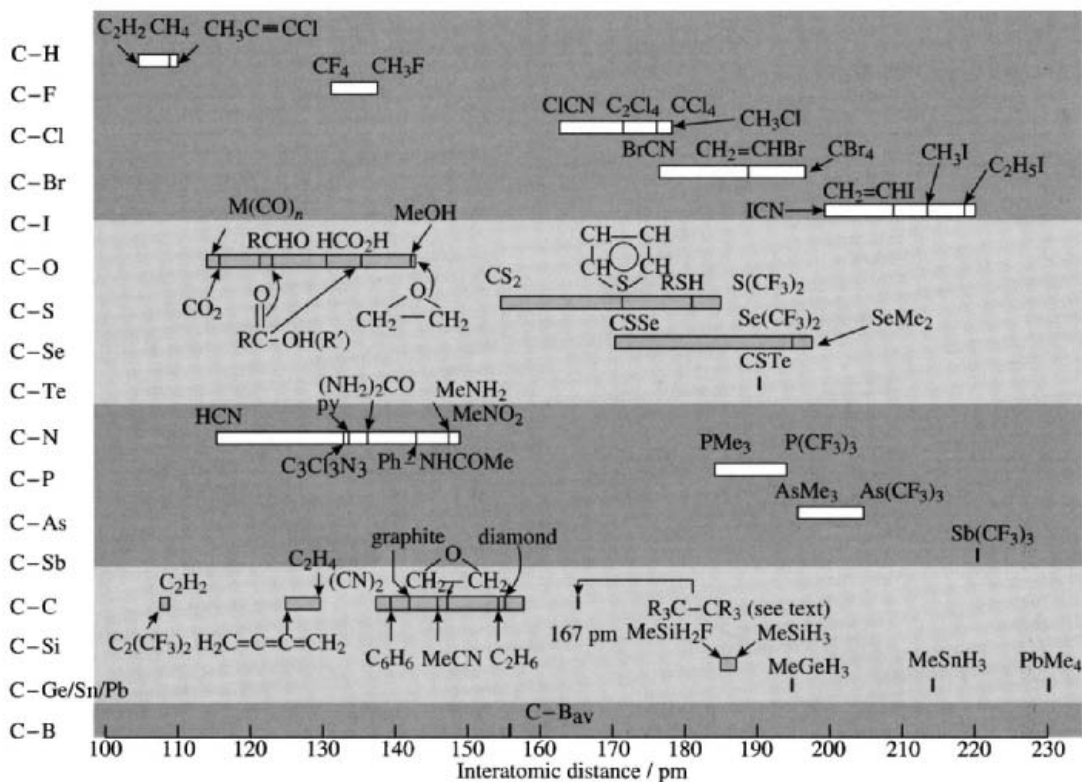 C₂H₂ CH₄ CH₃C≡CCl
C−H
CF₄ CH₃F
C−F
ClCN C₂Cl₄ CCl₄
CH₃Cl
C−Cl
BrCN CH₂=CHBr CBr₄
CH₃I
C₂H₅I
C−Br
CH₂=CHI
ICN
M(CO)ₙ MeOH
C−I
RCHO HCO₂H
CH−CH
C−O
CH CH
CS₂ S RSH S(CF₃)₂
CO₂ O O
C−S
CH₂−CH₂
RC−OH(R′)
CSSe Se(CF₃)₂ SeMe₂
C−Se
CSTe
(NH₂)₂CO MeNH₂
C−Te
HCN py MeNO₂
C−N
PMe₃ P(CF₃)₃
C₃Cl₃N₃ Ph−NHCOMe
C−P
AsMe₃ As(CF₃)₃
C−As
graphite diamond
Sb(CF₃)₃
O
C−Sb
C₂H₂ C₂H₄ (CN)₂ CH₂−CH₂
C−C
167 pm R₃C−CR₃ (see text)
C₂(CF₃)₂ H₂C=C=C=CH₂ MeSiH₂F MeSiH₃
C−Si
C₆H₆ MeCN C₂H₆
MeGeH₃ MeSnH₃ PbMe₄
C−Ge/Sn/Pb
C−Bav
C−B
100 110 120 130 142 150 160 170 180 190 200 210 220 230
Interatomic distance / pm